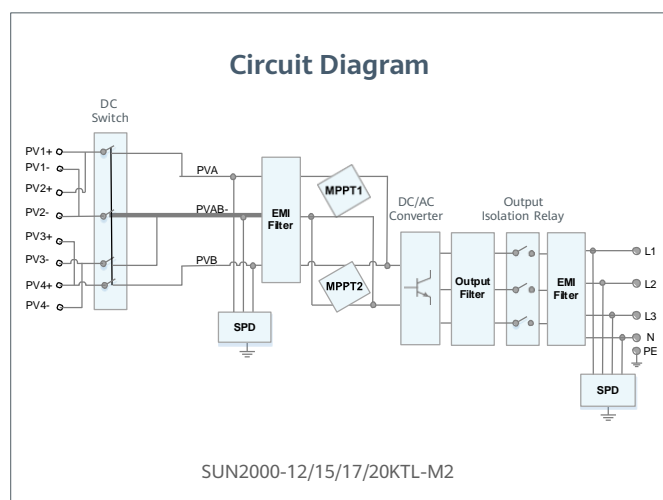 Circuit Diagram
DC
Switch
PV1+
PV1-
PV2+
PV2-
PV3+
PV3-
PV4+
PV4-
PVA
PVAB-
PVB
EMI
Filter
SPD
MPPT1
MPPT2
DC/AC
Converter
Output
Filter
Output
Isolation Relay
EMI
Filter
L1
L2
L3
N
PE
SPD
SUN2000-12/15/17/20KTL-M2